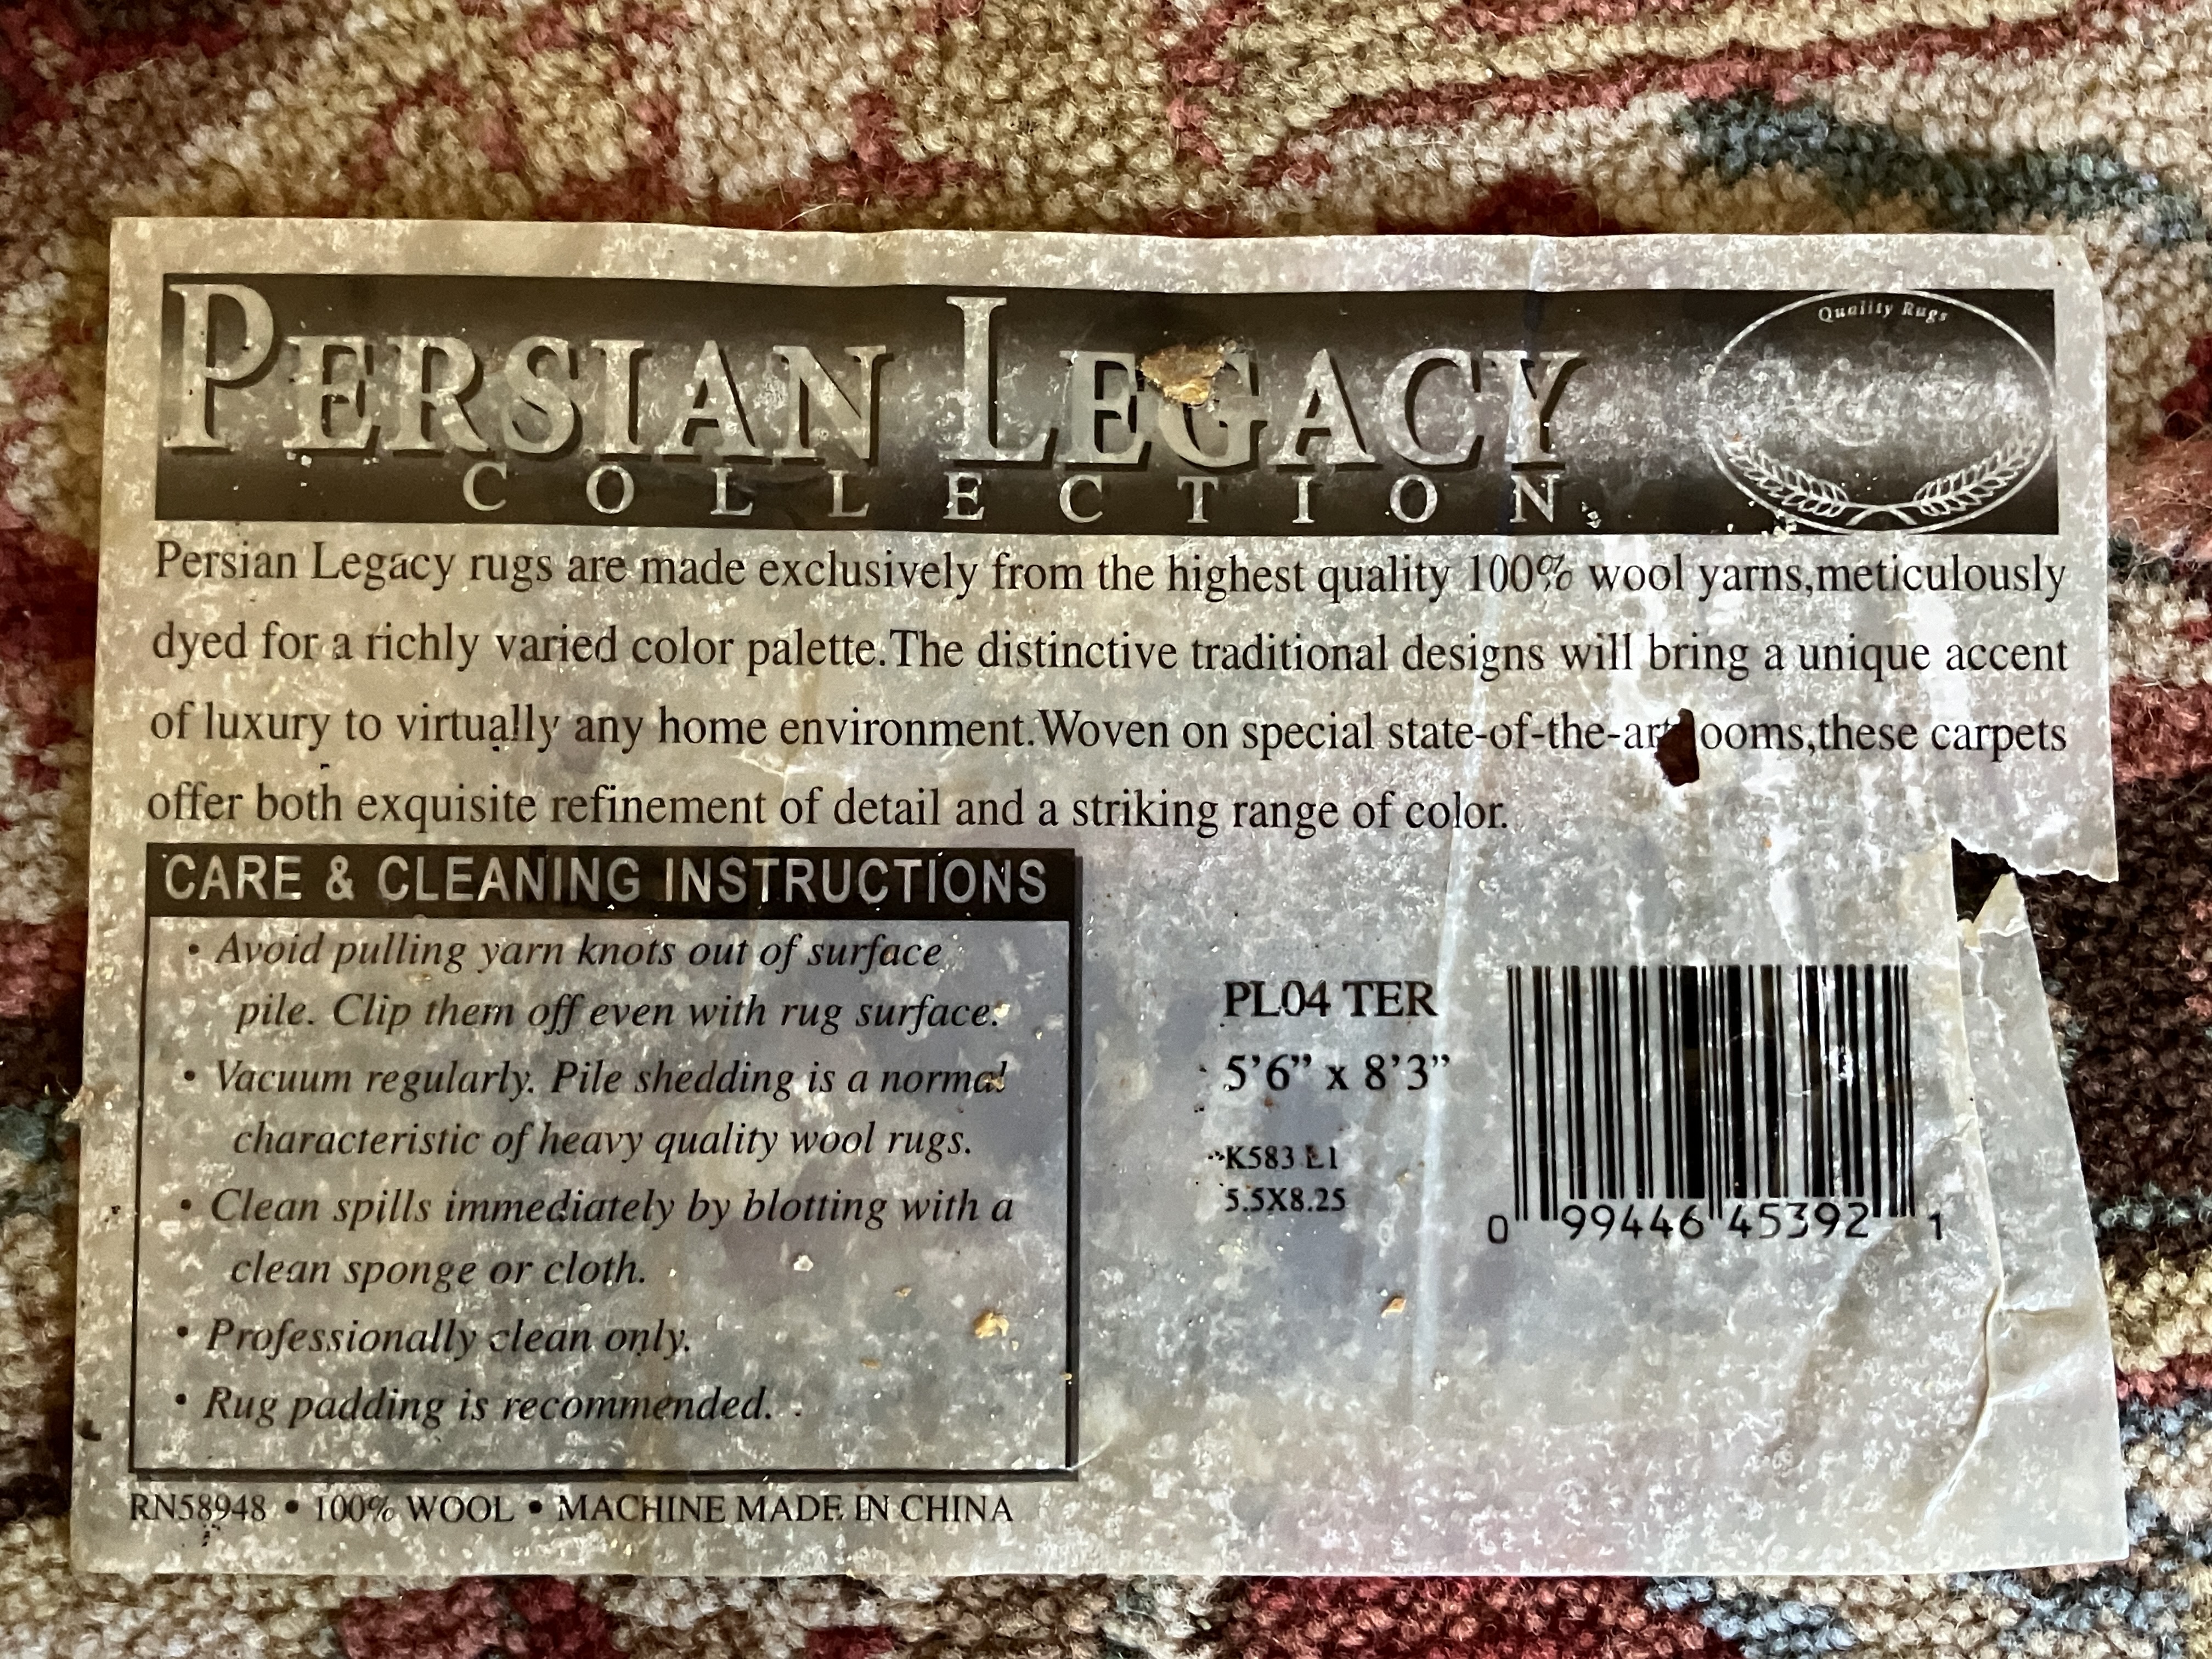 PERSIAN LEGACY
COLLECTION
Quality Rugs
Persian Legacy rugs are made exclusively from the highest quality 100% wool yarns,meticulously
dyed for a richly varied color palette.The distinctive traditional designs will bring a unique accent
of luxury to virtually any home environment.Woven on special state-of-the-art ooms,these carpets
offer both exquisite refinement of detail and a striking range of color.
CARE & CLEANING INSTRUCTIONS
• Avoid pulling yarn knots out of surface
pile. Clip them off even with rug surface.
• Vacuum regularly. Pile shedding is a normal
characteristic of heavy quality wool rugs.
• Clean spills immediately by blotting with a
clean sponge or cloth.
• Professionally clean only.
• Rug padding is recommended.
RN58948 • 100% WOOL • MACHINE MADE IN CHINA
PL04 TER
5'6” x 8'3”
K583 L1
5.5X8.25
0 99446 45392 1